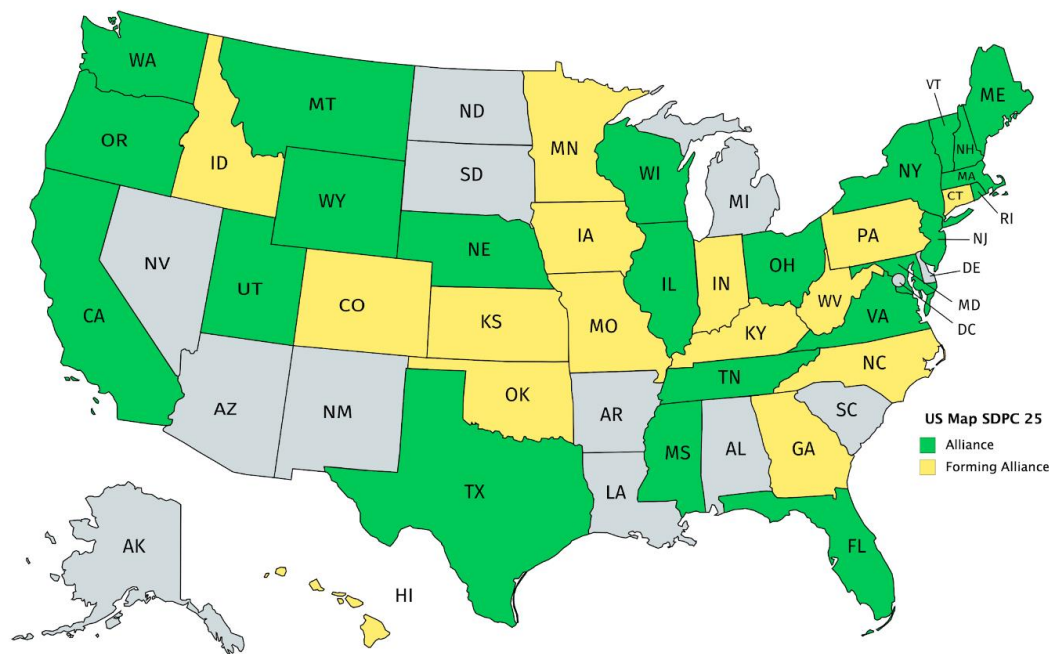 WA
MT
ND
MN
VT
ME
OR
ID
SD
WI
NH
NY
MA
WY
MI
CT
RI
NE
IA
PA
NJ
NV
UT
IL
IN
OH
DE
CA
CO
KS
MO
WV
MD
KY
VA
DC
NC
TN
AZ
NM
OK
AR
SC
US Map SDPC 25
Alliance
Forming Alliance
MS
AL
GA
TX
LA
AK
FL
HI